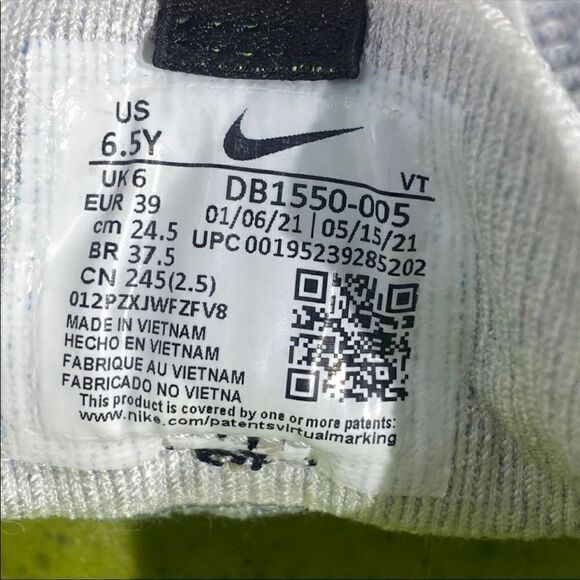 US
6.5Y
UK 6
EUR 39
cm 24.5
BR 37.5
CN 245(2.5)
VT
DB1550-005
01/06/21 | 05/15/21
UPC 00195239285202
012PZXJWFZFV8
MADE IN VIETNAM
HECHO EN VIETNAM
FABRIQUE AU VIETNAM
FABRICADO NO VIETNA
This product is covered by one or more patents:
www.nike.com/patentsvirtualmarking